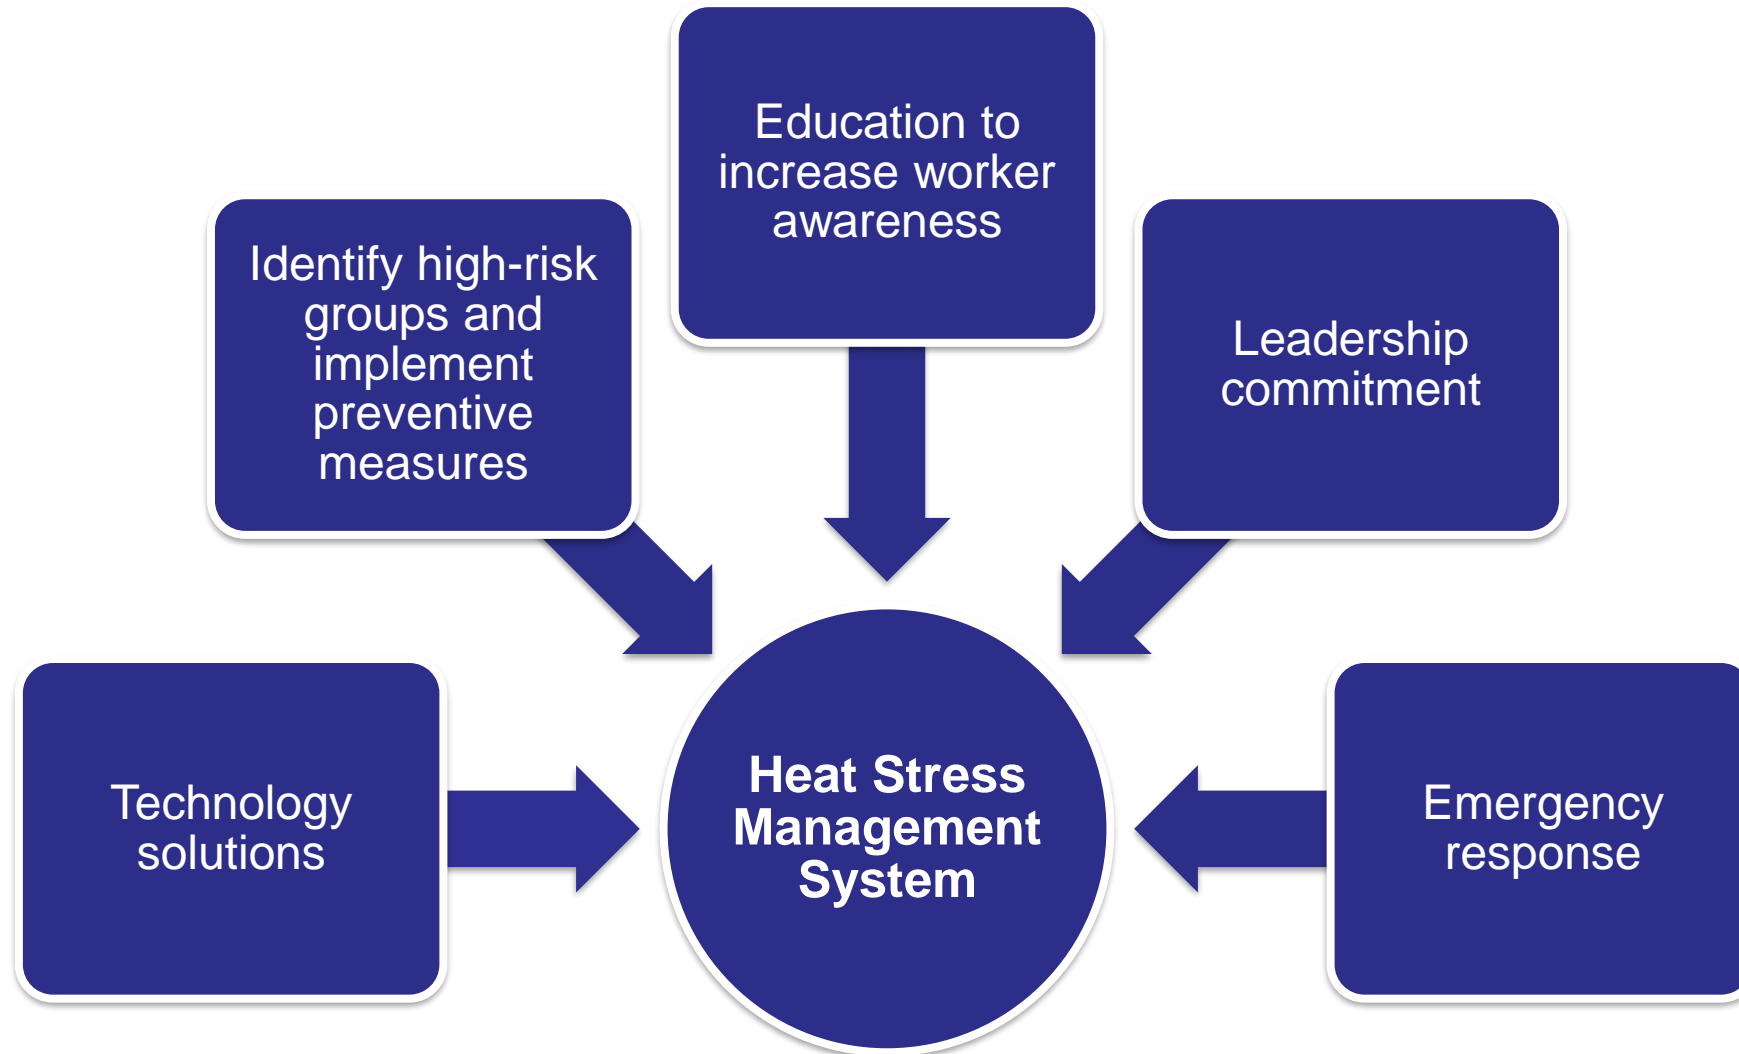 Education to
increase worker
awareness
Identify high-risk
groups and
implement
preventive
measures
Leadership
commitment
Technology
solutions
Heat Stress
Management
System
Emergency
response